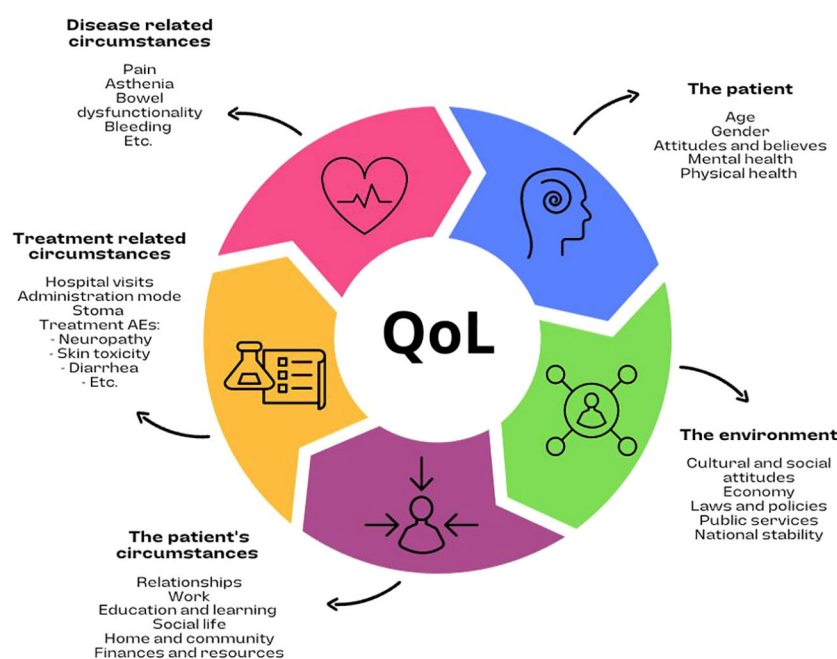 Disease related
circumstances
Pain
Asthenia
Bowel
dysfunctionality
Bleeding
Etc.
The patient
Age
Gender
Attitudes and believes
Mental health
Physical health
Treatment related
circumstances
Hospital visits
Administration mode
Stoma
Treatment AEs:
- Neuropathy
- Skin toxicity
- Diarrhea
- Etc.
QoL
The environment
Cultural and social
attitudes
Economy
Laws and policies
Public services
National stability
The patient's
circumstances
Relationships
Work
Education and learning
Social life
Home and community
Finances and resources